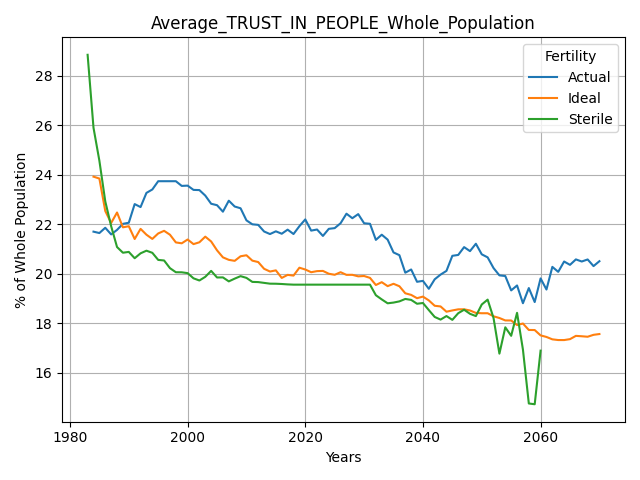 Average_TRUST_IN_PEOPLE_Whole_Population
Fertility
Actual
Ideal
Sterile
% of Whole Population
28
26
24
22
20
18
16
1980
2000
2020
2040
2060
Years